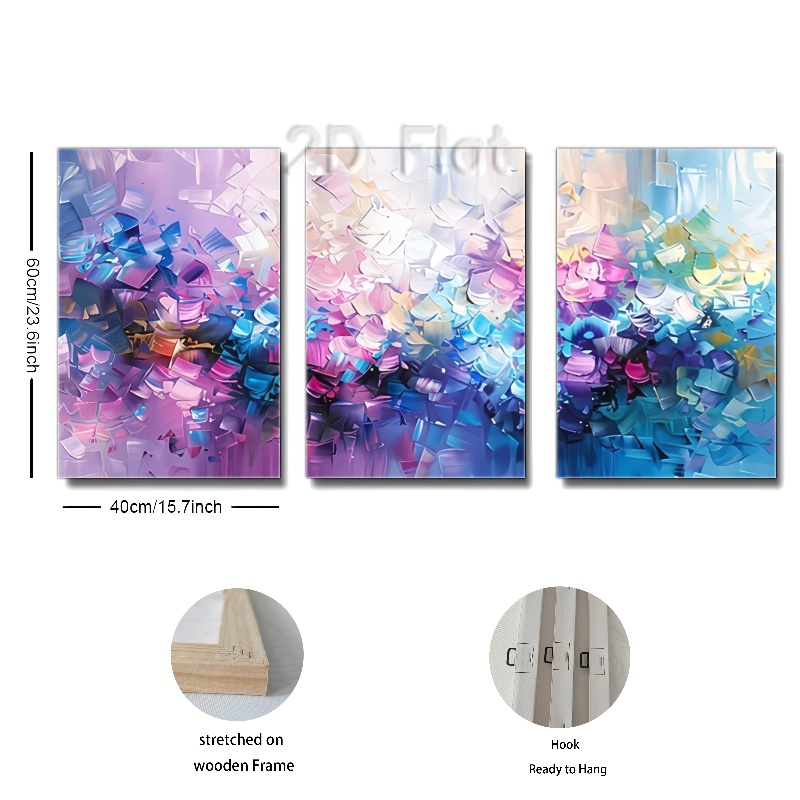 2D Flat
60cm/23.6inch
40cm/15.7inch
stretched on
wooden Frame
Hook
Ready to Hang